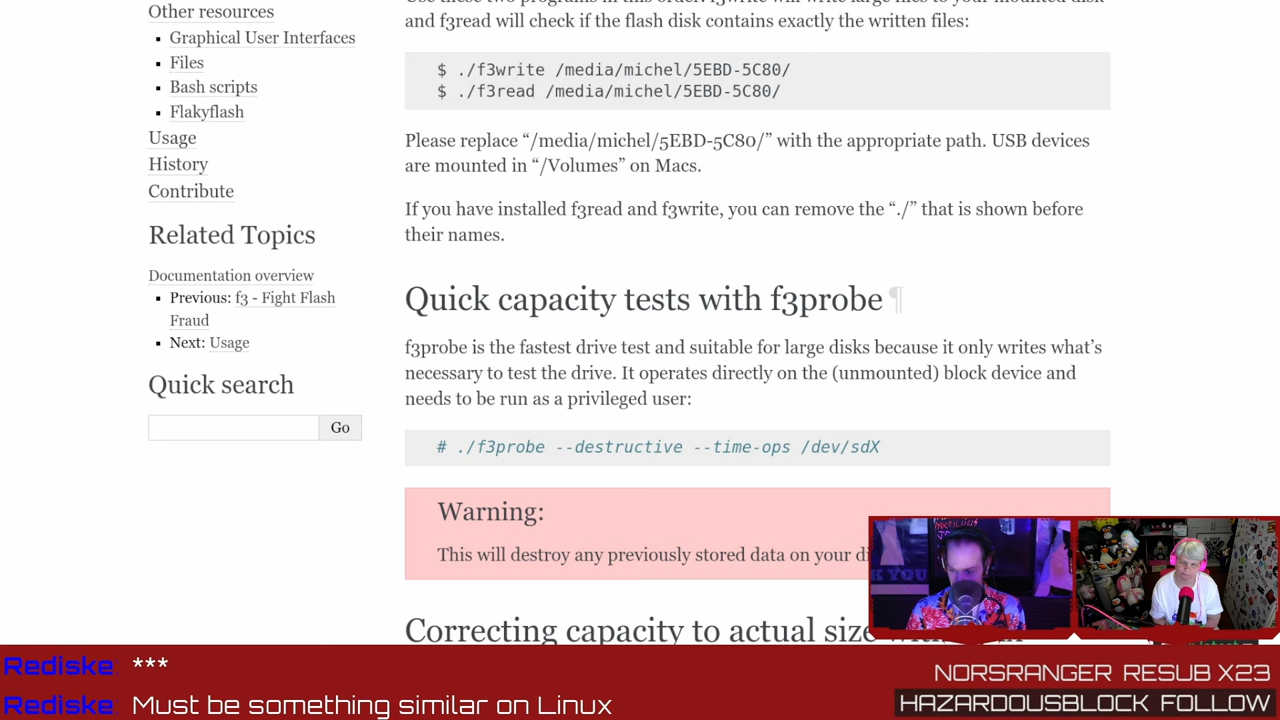 Other resources
Graphical User Interfaces
Files
Bash scripts
Flakyflash
Usage
History
Contribute
Related Topics
Documentation overview
Previous: f3 - Fight Flash
Fraud
Next: Usage
Quick search
Go
and f3read will check if the flash disk contains exactly the written files:
$ ./f3write /media/michel/5EBD-5C80/
$ ./f3read /media/michel/5EBD-5C80/
Please replace “/media/michel/5EBD-5C80/” with the appropriate path. USB devices
are mounted in “/Volumes” on Macs.
If you have installed f3read and f3write, you can remove the “./” that is shown before
their names.
Quick capacity tests with f3probe ¶
f3probe is the fastest drive test and suitable for large disks because it only writes what’s
necessary to test the drive. It operates directly on the (unmounted) block device and
needs to be run as a privileged user:
# ./f3probe --destructive --time-ops /dev/sdX
Warning:
This will destroy any previously stored data on your
Correcting capacity to actual size
Rediske: ***
Rediske: Must be something similar on Linux
NORSRANGER RESUB X23
HAZARDOUSBLOCK FOLLOW